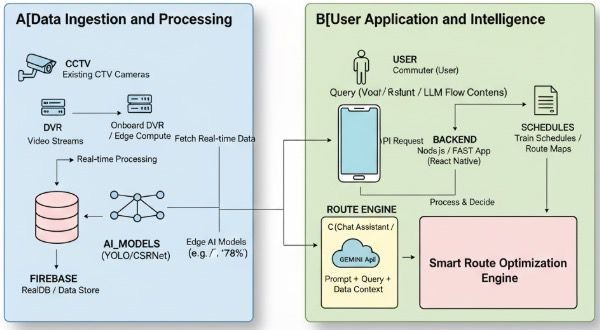 A[Data Ingestion and Processing
CCTV
Existing CTV Cameras
DVR
Video Streams
Onboard DVR
/ Edge Compute
Fetch Real-time Data
Real-time Processing
AI_MODELS
(YOLO/CSRNet)
Edge AI Models
(e.g./. '78%')
FIREBASE
RealDB / Data Store
B[User Application and Intelligence
USER
Commuter (User)
Query / LLM Flow Contens)
PI Request
BACKEND
Nodsjs / FAST App
(React Native)
SCHEDULES
Train Schedules /
Route Maps
Process & Decide
ROUTE ENGINE
C(Chat Assistant /
GEMINI Apl
Prompt + Query +
Data Context
Smart Route Optimization
Engine